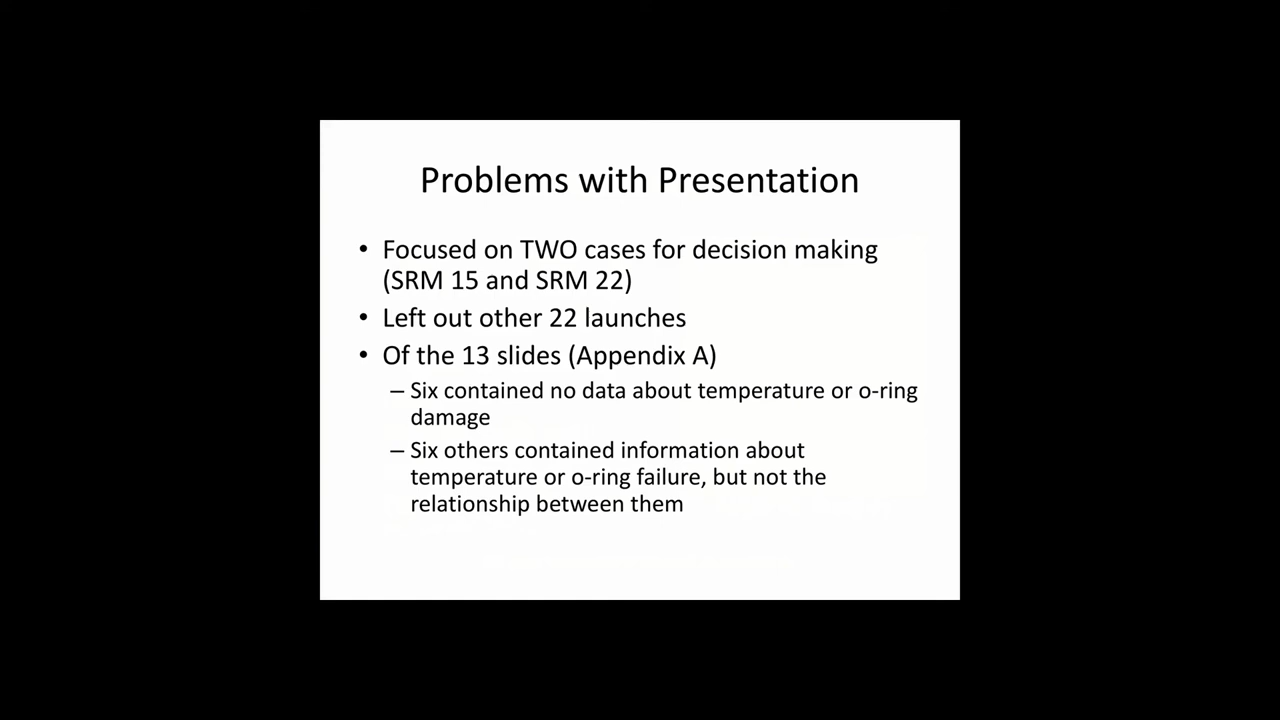 Problems with Presentation
• Focused on TWO cases for decision making
(SRM 15 and SRM 22)
• Left out other 22 launches
• Of the 13 slides (Appendix A)
– Six contained no data about temperature or o-ring
damage
– Six others contained information about
temperature or o-ring failure, but not the
relationship between them